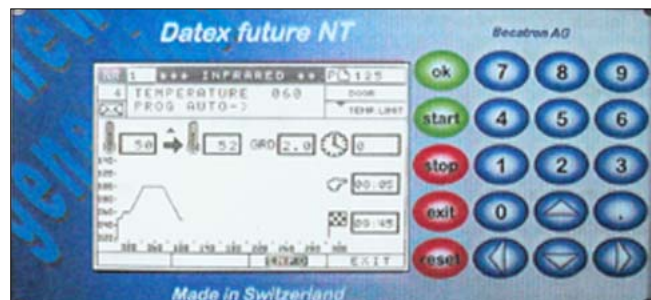 Datex future NT
Becatron AG
NR 1 *** INFRARED ** P 125
4 TEMPERATURE 060 DOOR
PROG AUTO-> TEMP.LIMIT
50 52 GRD 2.0 0
00:05
00:45
EXIT
ok 7 8 9
start 4 5 6
stop 1 2 3
exit 0 .
reset
Made in Switzerland
new